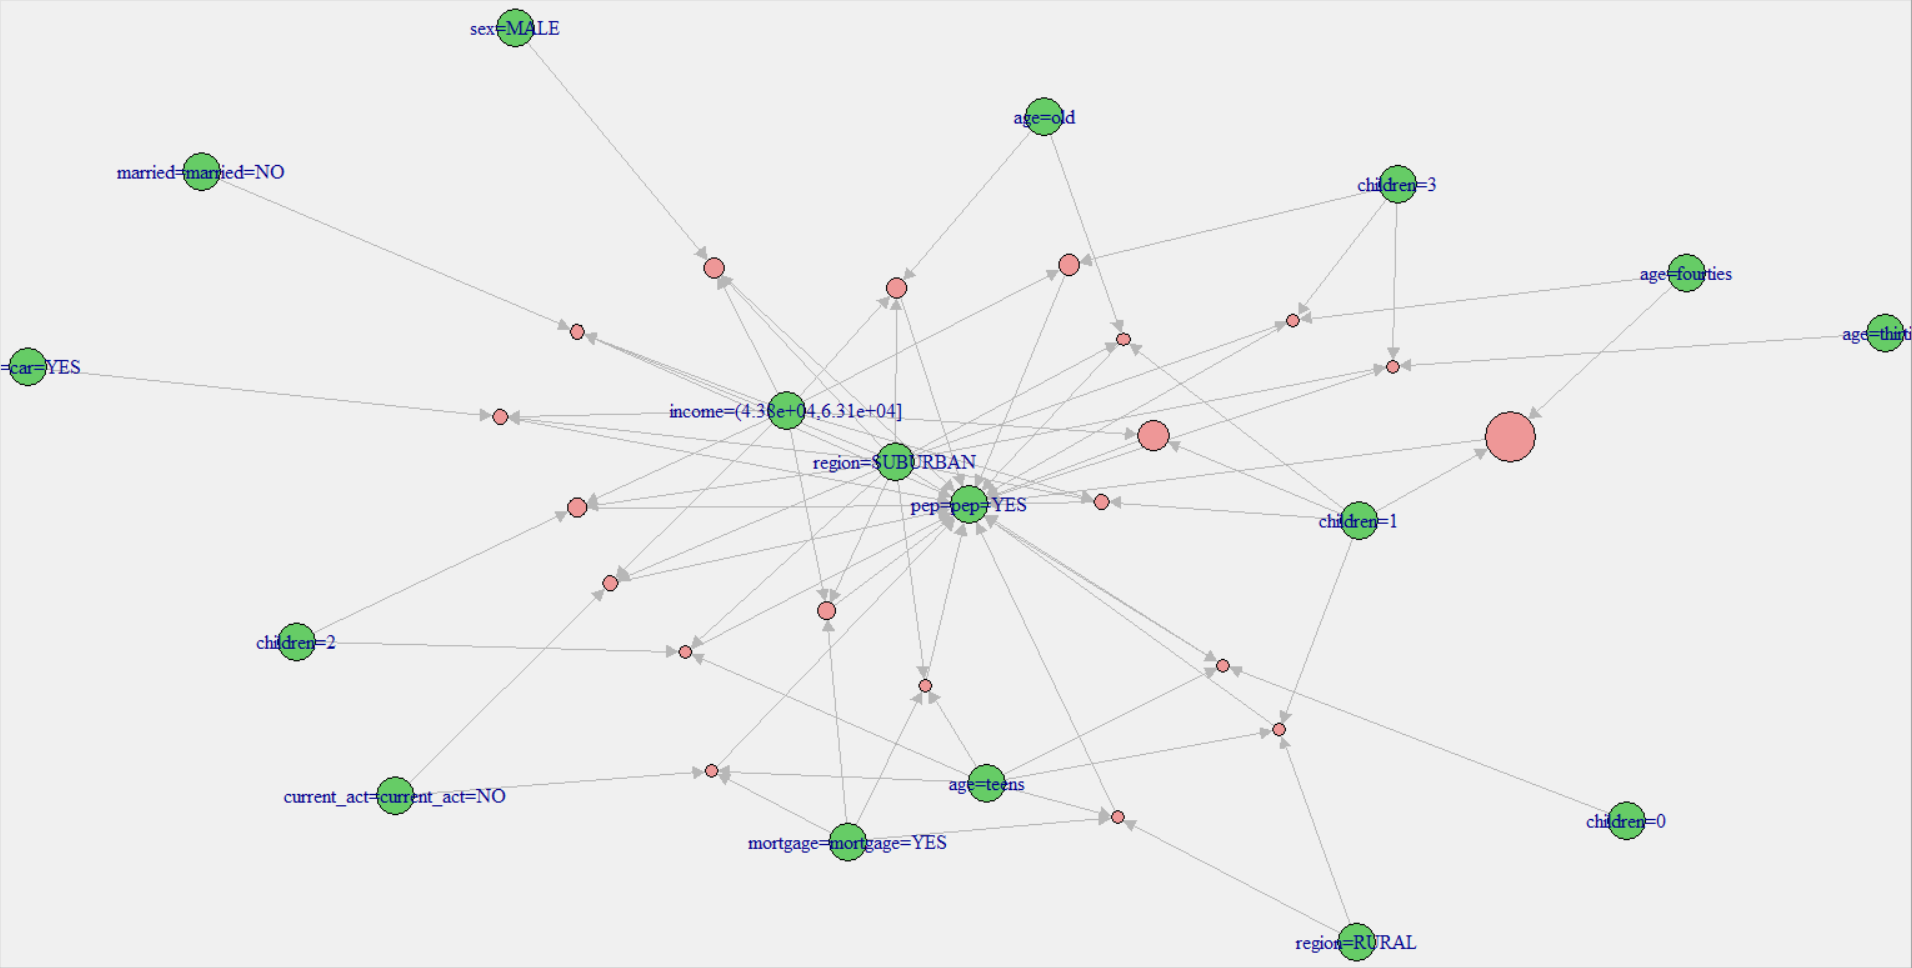 sex=MALE
age=old
married=married=NO
children=3
age=fourties
age=thirti
=car=YES
income=(4.38e+04,6.31e+04]
region=SUBURBAN
pep=pep=YES
children=1
children=2
age=teens
current_act=current_act=NO
children=0
mortgage=mortgage=YES
region=RURAL